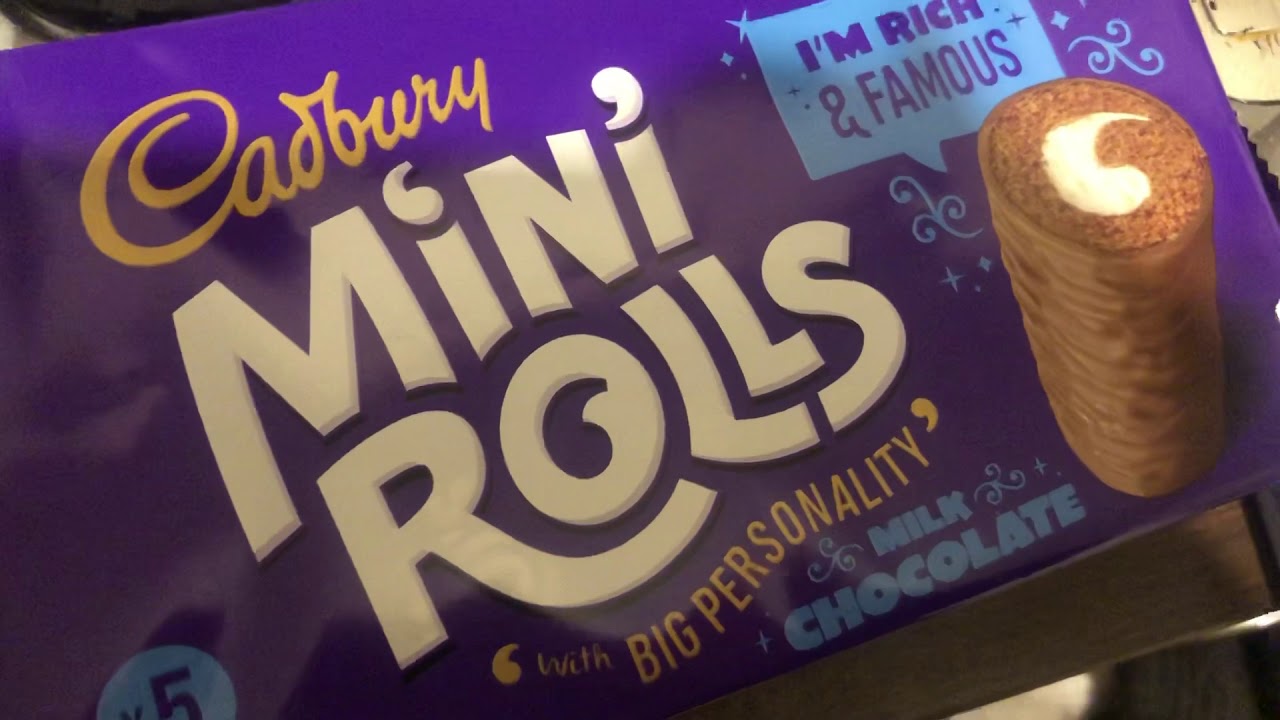 Cadbury
MiNi
ROLLS
‘with BIG PERSONALITY’
I'M RICH
& FAMOUS
MILK
CHOCOLATE
x5